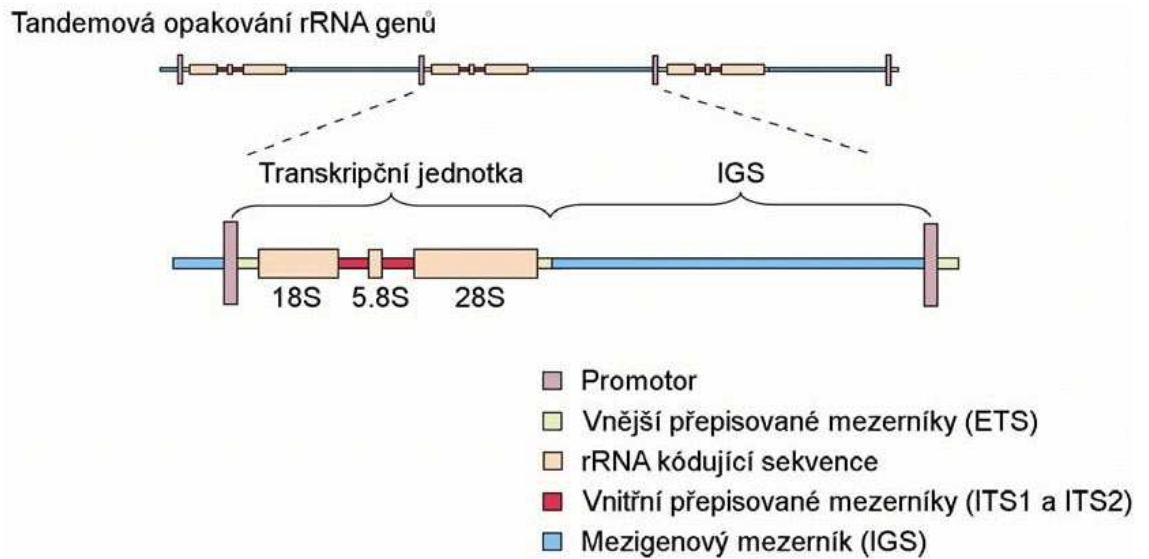 Tandemová opakování rRNA genů
Transkripční jednotka
IGS
18S
5.8S
28S
Promotor
Vnější přepisované mezerníky (ETS)
rRNA kódující sekvence
Vnitřní přepisované mezerníky (ITS1 a ITS2)
Mezigenový mezerník (IGS)